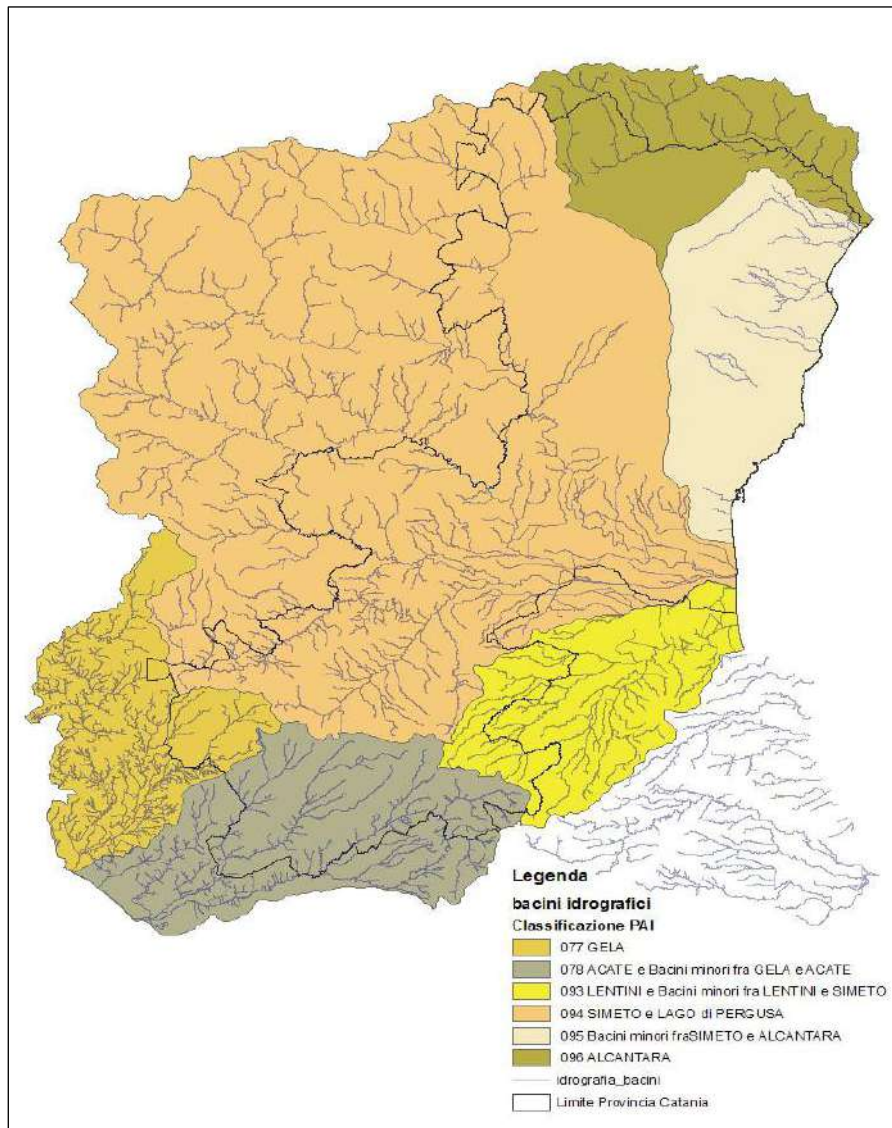 Legenda
bacini idrografici
Classificazione PAI
077 GELA
078 ACATE e Bacini minori fra GELA e ACATE
093 LENTINI e Bacini minori fra LENTINI e SIMETO
094 SIMETO e LAGO di PERGUSA
095 Bacini minori fraSIMETO e ALCANTARA
096 ALCANTARA
idrografia_bacini
Limite Provincia Catania